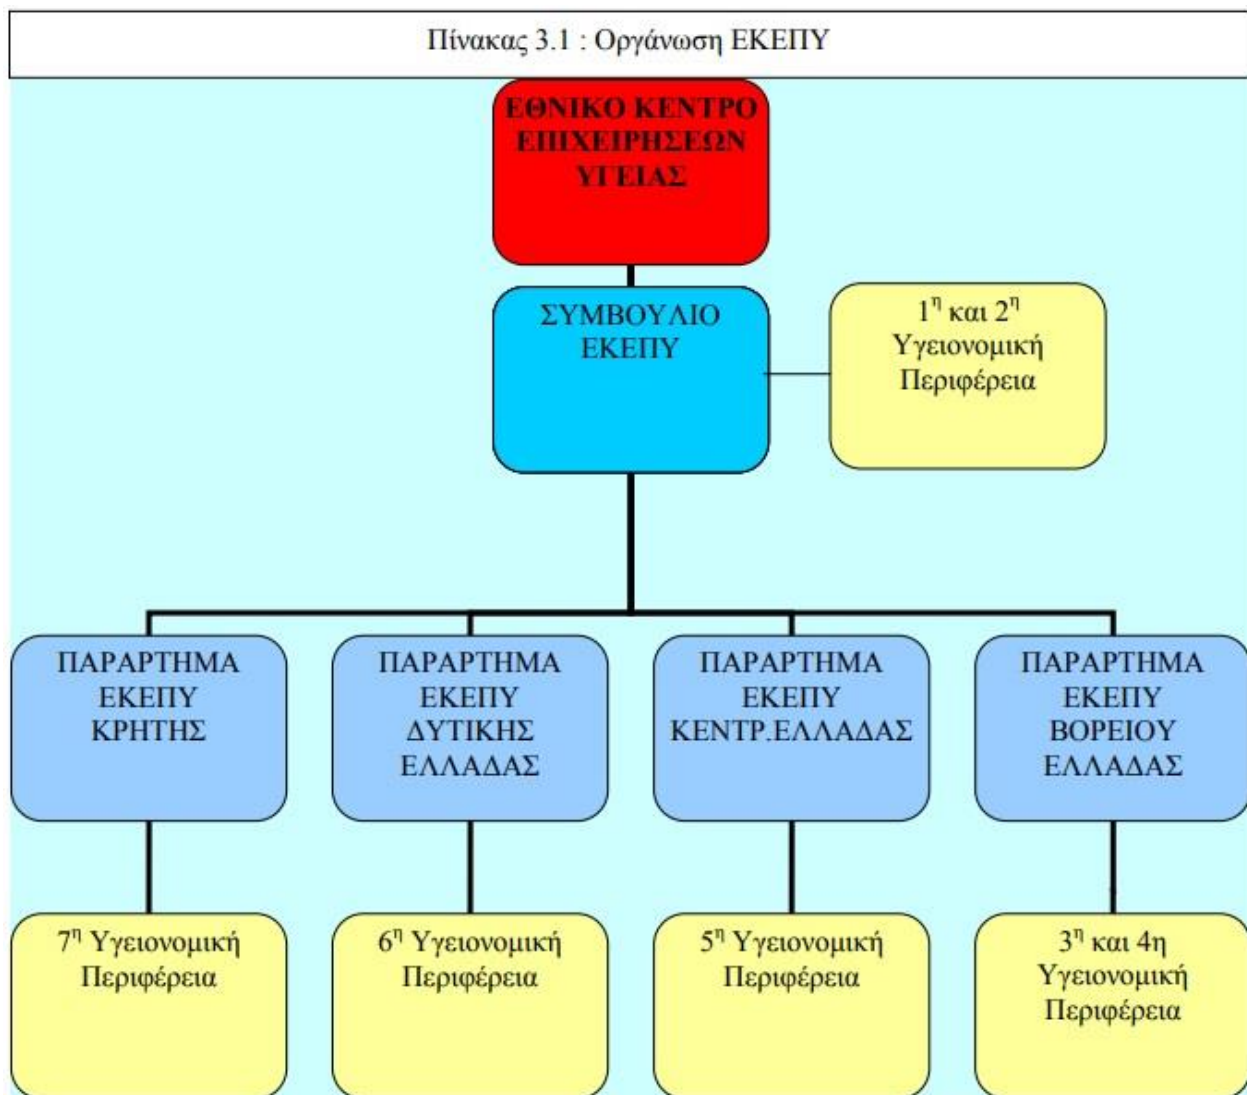 Πίνακας 3.1 : Οργάνωση ΕΚΕΠΥ
ΕΘΝΙΚΟ ΚΕΝΤΡΟ
ΕΠΙΧΕΙΡΗΣΕΩΝ
ΥΓΕΙΑΣ
ΣΥΜΒΟΥΛΙΟ
ΕΚΕΠΥ
1η και 2η
Υγειονομική
Περιφέρεια
ΠΑΡΑΡΤΗΜΑ
ΕΚΕΠΥ
ΚΡΗΤΗΣ
ΠΑΡΑΡΤΗΜΑ
ΕΚΕΠΥ
ΔΥΤΙΚΗΣ
ΕΛΛΑΔΑΣ
ΠΑΡΑΡΤΗΜΑ
ΕΚΕΠΥ
ΚΕΝΤΡ.ΕΛΛΑΔΑΣ
ΠΑΡΑΡΤΗΜΑ
ΕΚΕΠΥ
ΒΟΡΕΙΟΥ
ΕΛΛΑΔΑΣ
7η Υγειονομική
Περιφέρεια
6η Υγειονομική
Περιφέρεια
5η Υγειονομική
Περιφέρεια
3η και 4η
Υγειονομική
Περιφέρεια